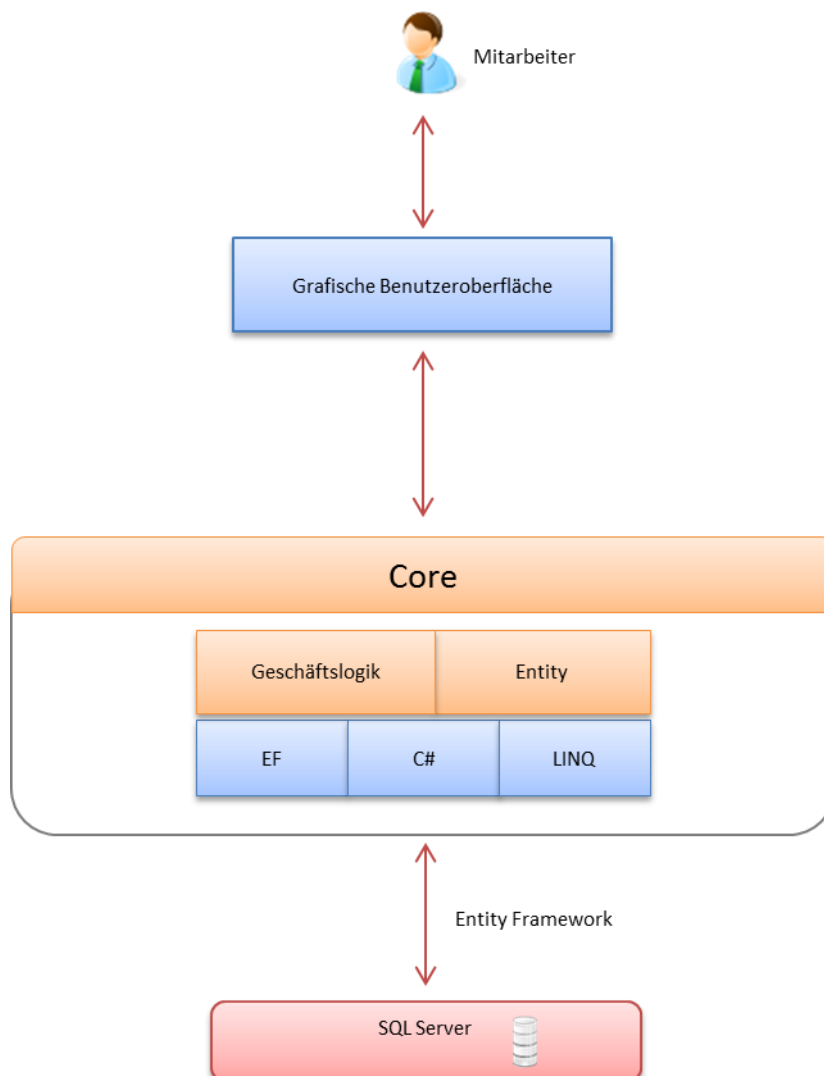 Mitarbeiter
Grafische Benutzeroberfläche
Core
Geschäftslogik
Entity
EF
C#
LINQ
Entity Framework
SQL Server